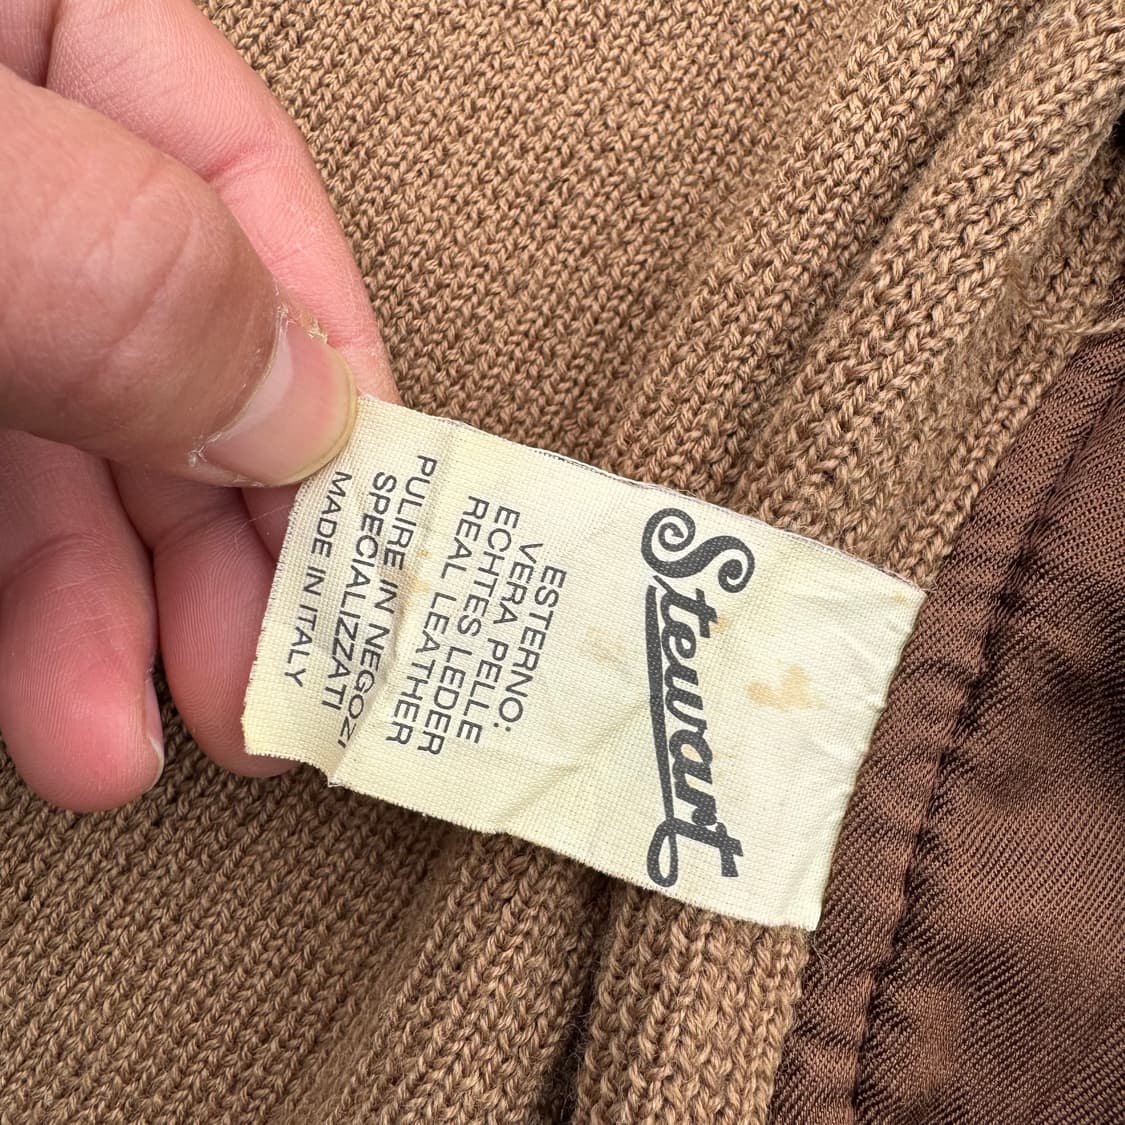 Stewart
ESTERNO:
VERA PELLE
ECHTES LEDER
REAL LEATHER
PULIRE IN NEGOZI
SPECIALIZZATI
MADE IN ITALY